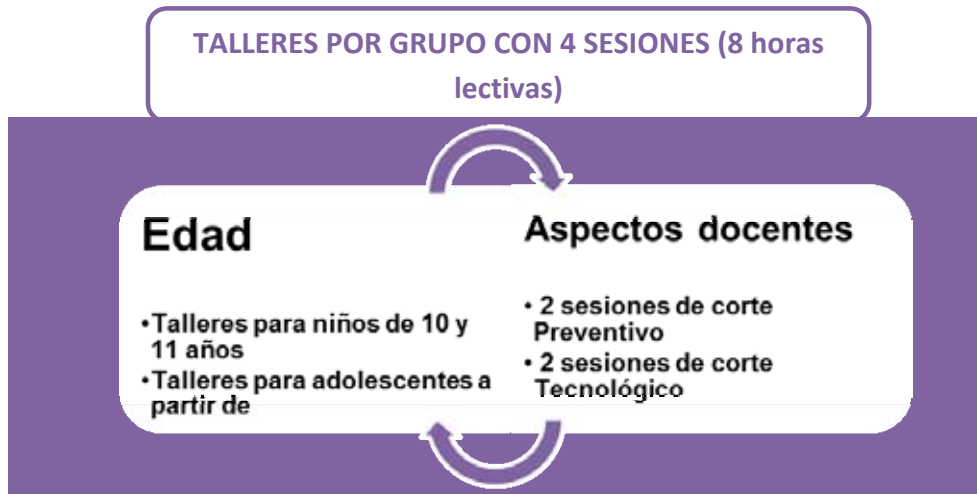 TALLERES POR GRUPO CON 4 SESIONES (8 horas
lectivas)
Edad
•Talleres para niños de 10 y
11 años
•Talleres para adolescentes a
partir de
Aspectos docentes
• 2 sesiones de corte
Preventivo
• 2 sesiones de corte
Tecnológico